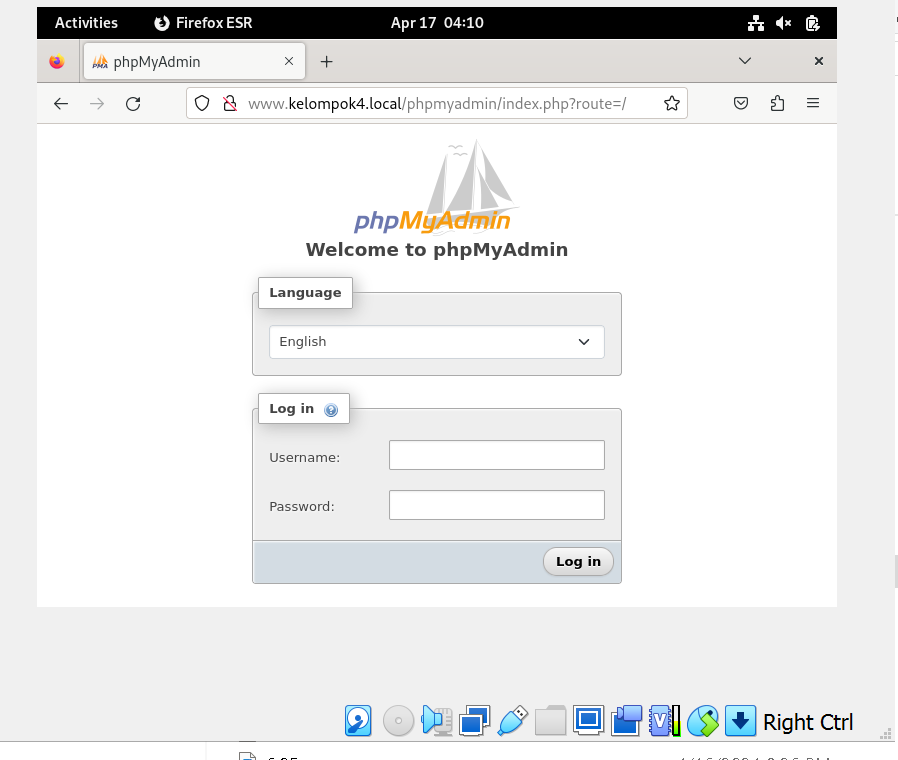 Activities Firefox ESR Apr 17 04:10
phpMyAdmin
www.kelompok4.local/phpmyadmin/index.php?route=/
phpMyAdmin
Welcome to phpMyAdmin
Language
English
Log in
Username:
Password:
Log in
Right Ctrl